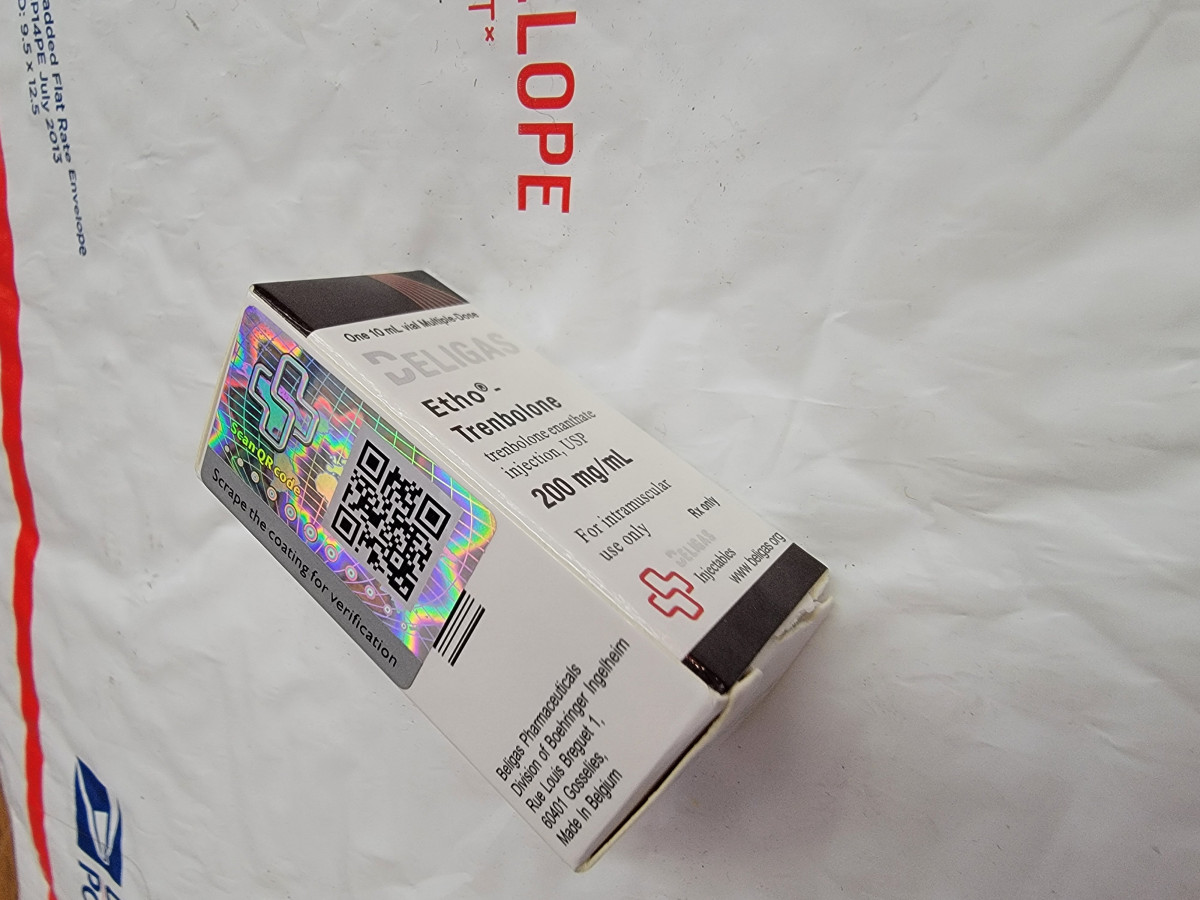 LOPE
T×
added Flat Rate Envelope
P14PE July 2013
: 9.5 x 12.5
One 10 mL vial Multiple-Dose
BELIGAS
Etho® -
Trenbolone
trenbolone enanthate
injection, USP
200 mg/mL
For intramuscular
use only
Rx only
BELIGAS
Injectables
www.beligas.org
Scan QR code
Scrape the coating for verification
Beligas Pharmaceuticals
Division of Boehringer Ingelheim
Rue Louis Breguet 1,
60401 Gosselies,
Made In Belgium